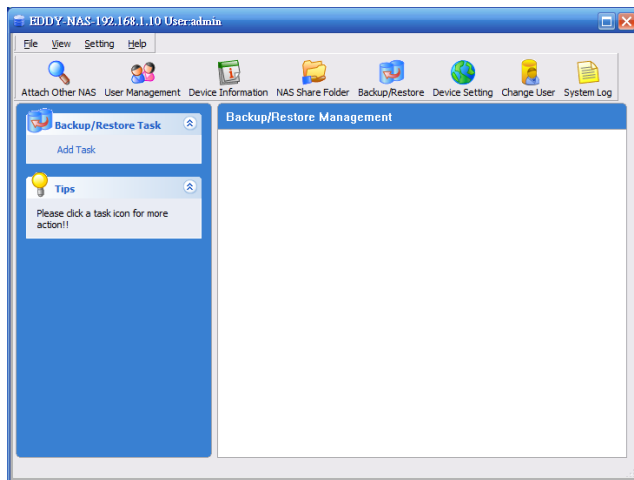 EDDY-NAS-192.168.1.10 User:admin
File View Setting Help
Attach Other NAS User Management Device Information NAS Share Folder Backup/Restore Device Setting Change User System Log
Backup/Restore Task
Add Task
Tips
Please click a task icon for more
action!!
Backup/Restore Management